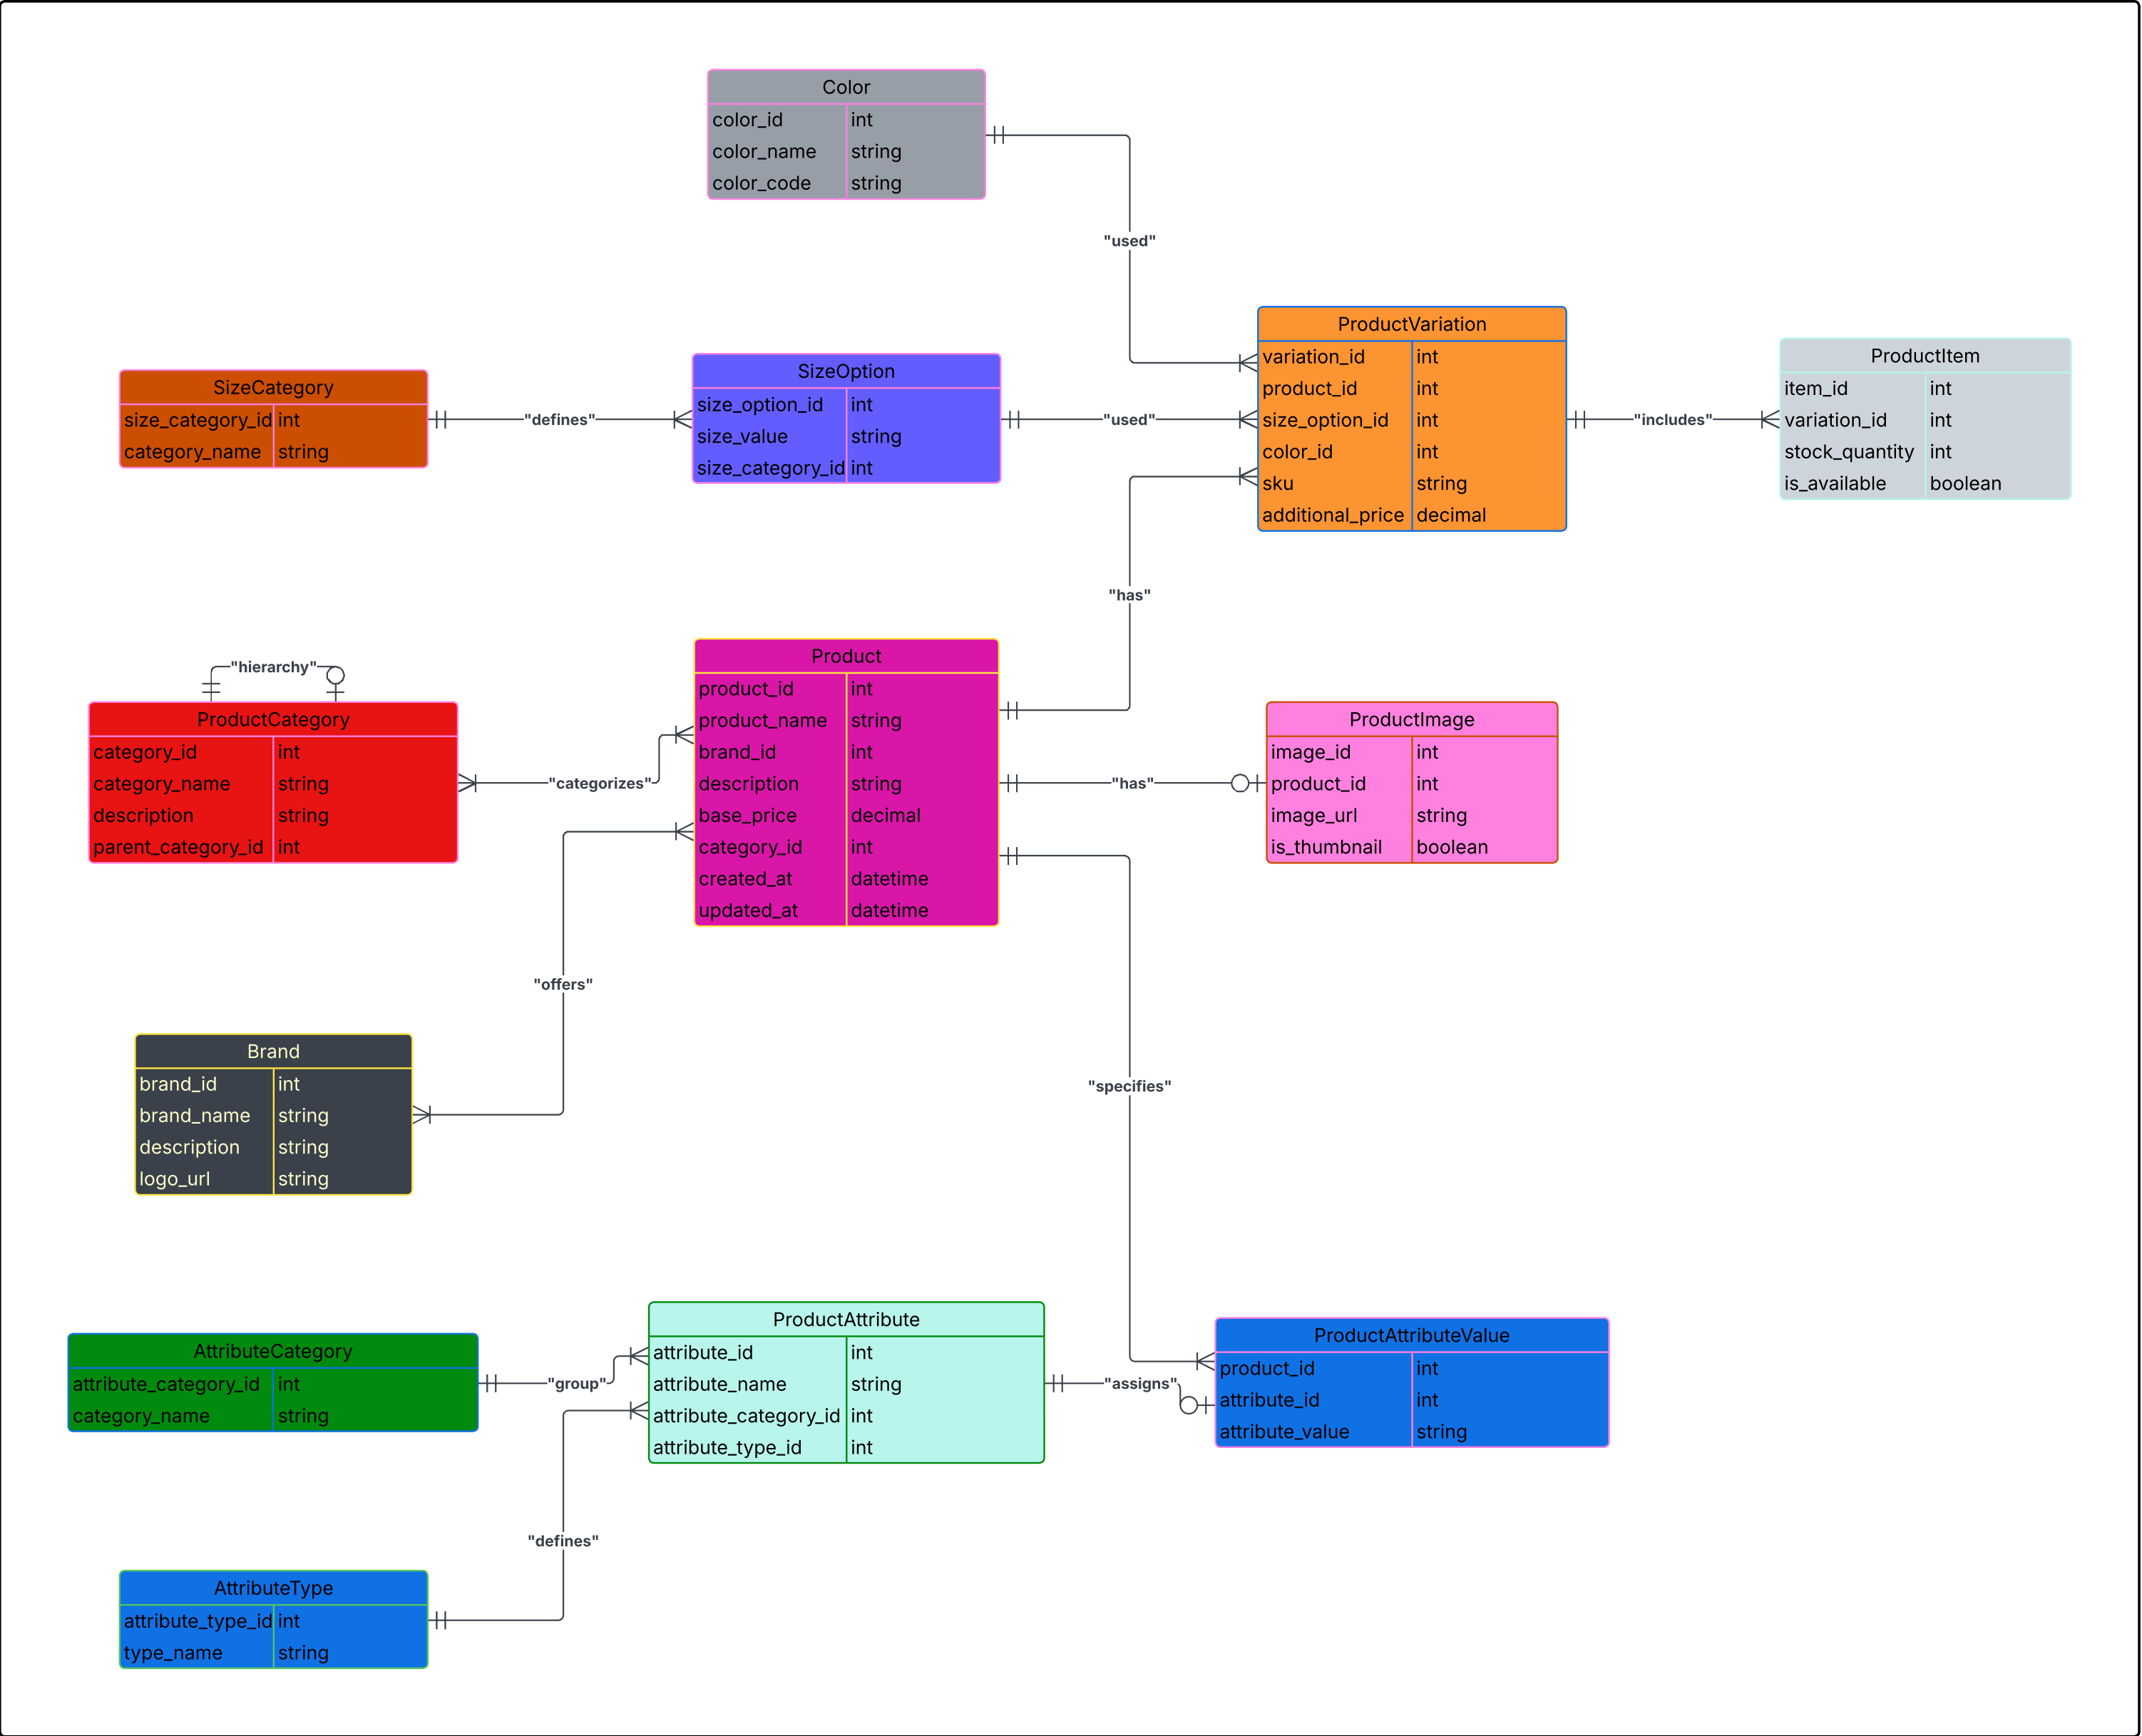 Color
color_id int
color_name string
color_code string
"used"
ProductVariation
variation_id int
product_id int
size_option_id int
color_id int
sku string
additional_price decimal
ProductItem
item_id int
variation_id int
stock_quantity int
is_available boolean
"includes"
SizeCategory
size_category_id int
category_name string
"defines"
SizeOption
size_option_id int
size_value string
size_category_id int
"used"
"has"
"hierarchy"
ProductCategory
category_id int
category_name string
description string
parent_category_id int
"categorizes"
Product
product_id int
product_name string
brand_id int
description string
base_price decimal
category_id int
created_at datetime
updated_at datetime
"has"
ProductImage
image_id int
product_id int
image_url string
is_thumbnail boolean
"offers"
Brand
brand_id int
brand_name string
description string
logo_url string
"specifies"
AttributeCategory
attribute_category_id int
category_name string
"group"
ProductAttribute
attribute_id int
attribute_name string
attribute_category_id int
attribute_type_id int
"assigns"
ProductAttributeValue
product_id int
attribute_id int
attribute_value string
"defines"
AttributeType
attribute_type_id int
type_name string